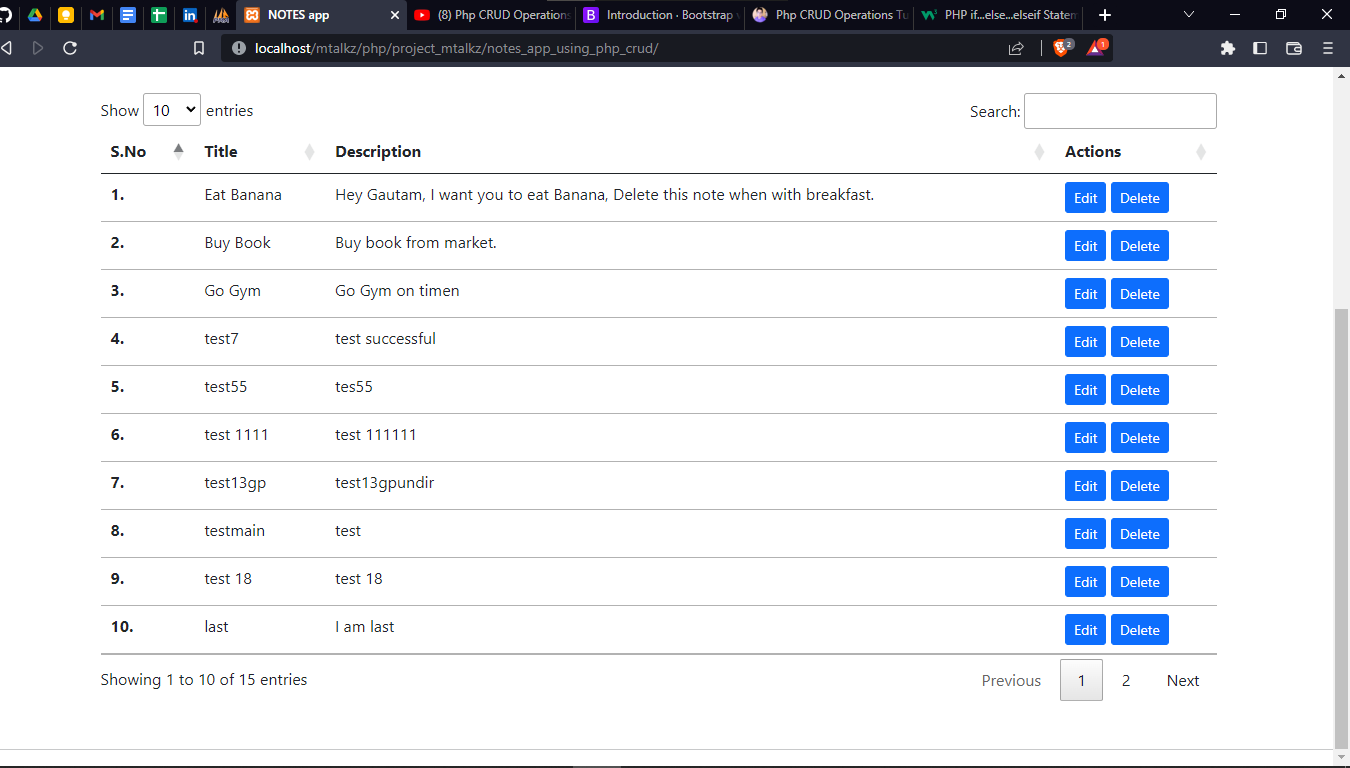 NOTES app
(8) Php CRUD Operations
Introduction · Bootstrap v
Php CRUD Operations Tu
PHP if...else...elseif Statem
localhost/mtalkz/php/project_mtalkz/notes_app_using_php_crud/
2
1
Show 10 entries
Search:
S.No Title Description Actions
1. Eat Banana Hey Gautam, I want you to eat Banana, Delete this note when with breakfast. Edit Delete
2. Buy Book Buy book from market. Edit Delete
3. Go Gym Go Gym on timen Edit Delete
4. test7 test successful Edit Delete
5. test55 tes55 Edit Delete
6. test 1111 test 111111 Edit Delete
7. test13gp test13gpundir Edit Delete
8. testmain test Edit Delete
9. test 18 test 18 Edit Delete
10. last I am last Edit Delete
Showing 1 to 10 of 15 entries
Previous 1 2 Next